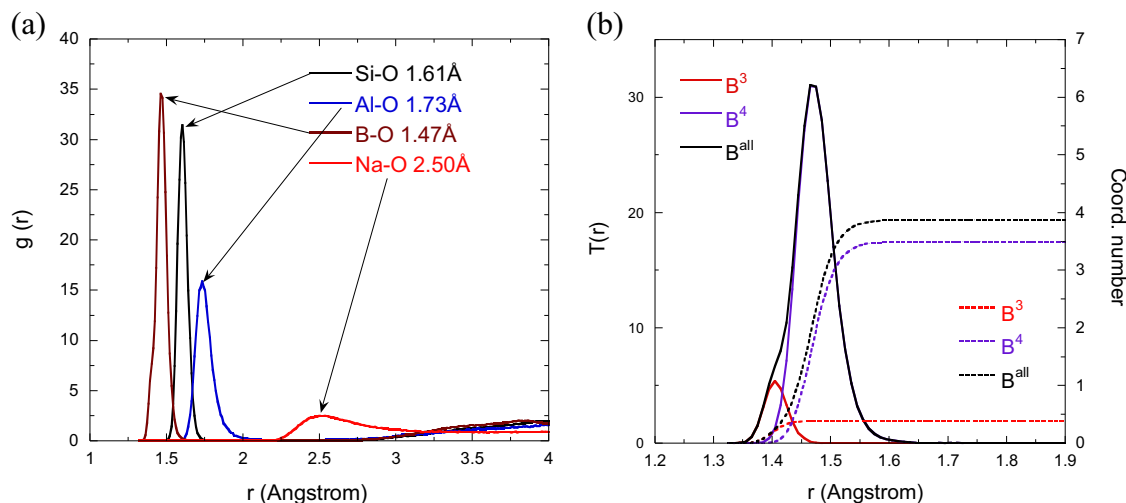 (a)
40
35
30
25
20
15
10
5
0
g (r)
Si-O 1.61Å
Al-O 1.73Å
B-O 1.47Å
Na-O 2.50Å
1
1.5
2
2.5
3
3.5
4
r (Angstrom)
(b)
30
20
10
0
T(r)
B³
B⁴
Bᵃˡˡ
7
6
5
4
3
2
1
0
Coord. number
B³
B⁴
Bᵃˡˡ
1.2
1.3
1.4
1.5
1.6
1.7
1.8
1.9
r (Angstrom)